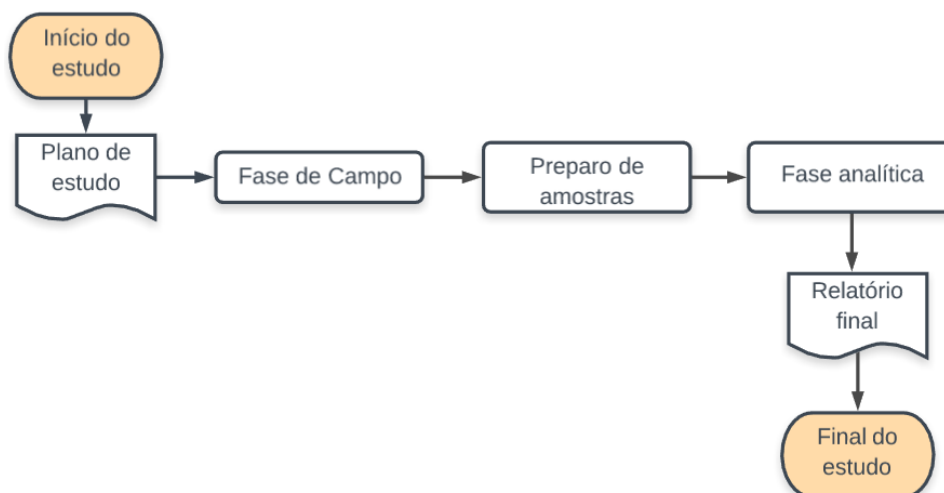 Início do
estudo
Plano de
estudo
Fase de Campo
Preparo de
amostras
Fase analítica
Relatório
final
Final do
estudo